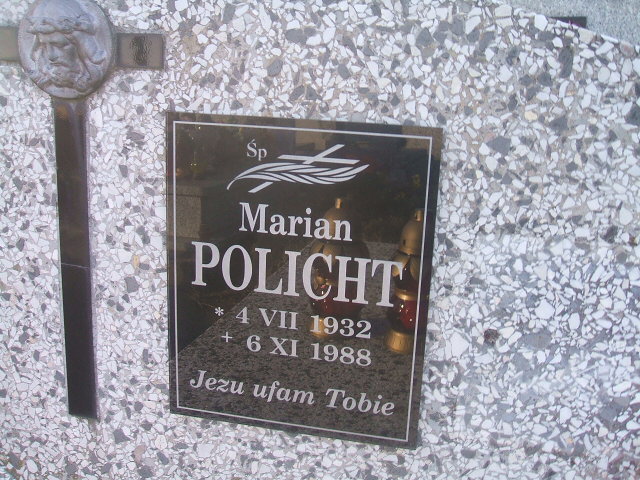 Śp
Marian
POLICHT
* 4 VII 1932
+ 6 XI 1988
Jezu ufam Tobie